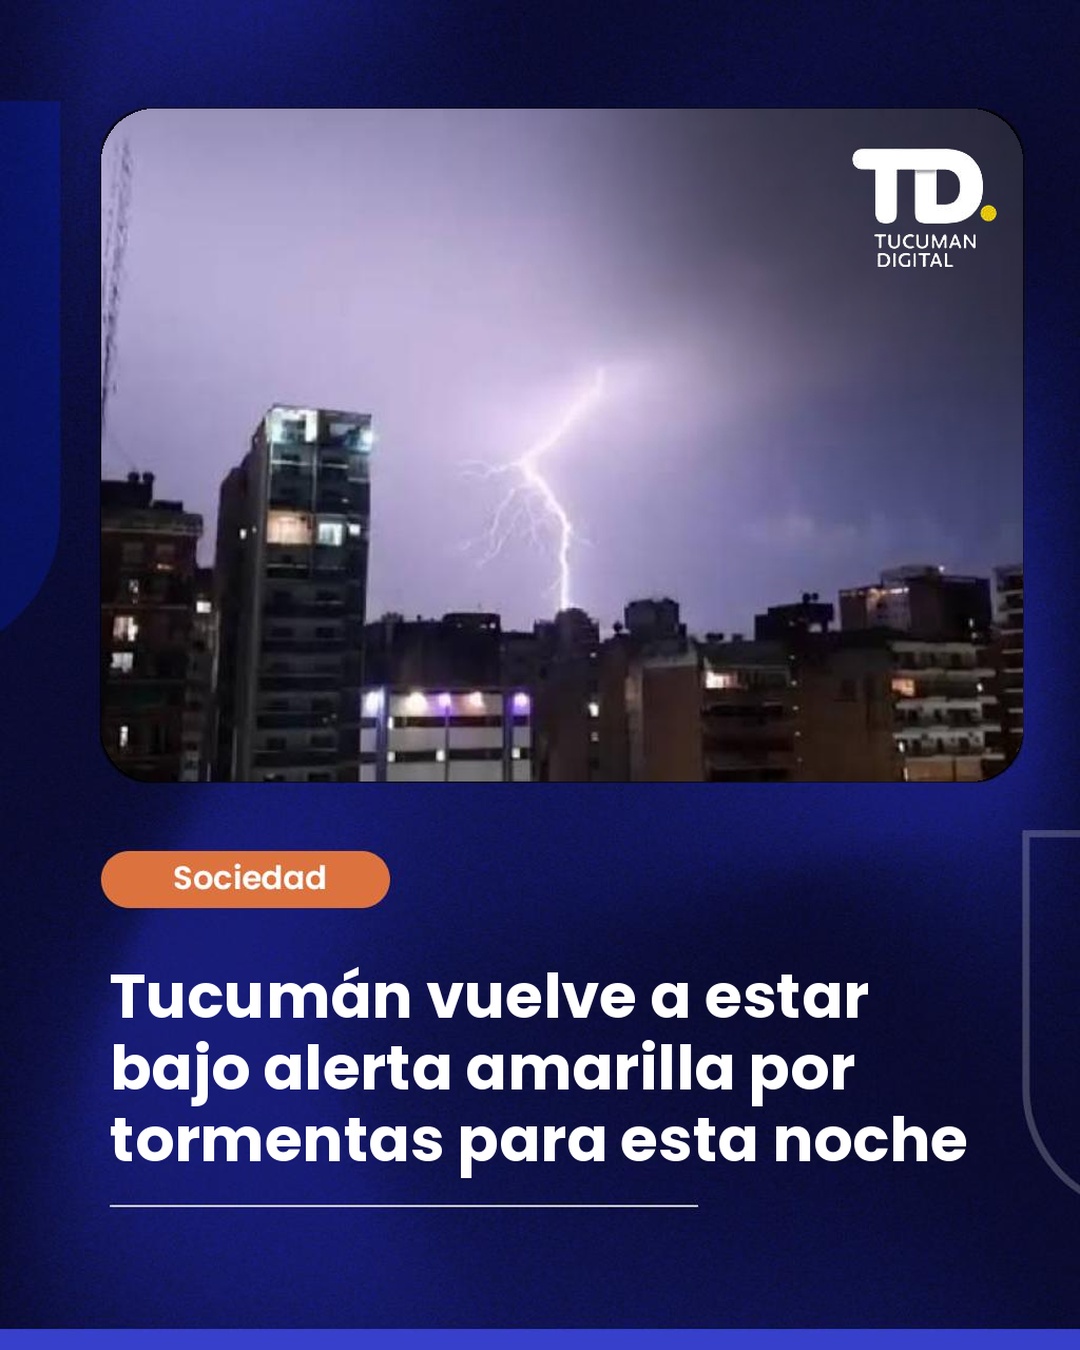 TD.
TUCUMAN
DIGITAL
Sociedad
Tucumán vuelve a estar
bajo alerta amarilla por
tormentas para esta noche